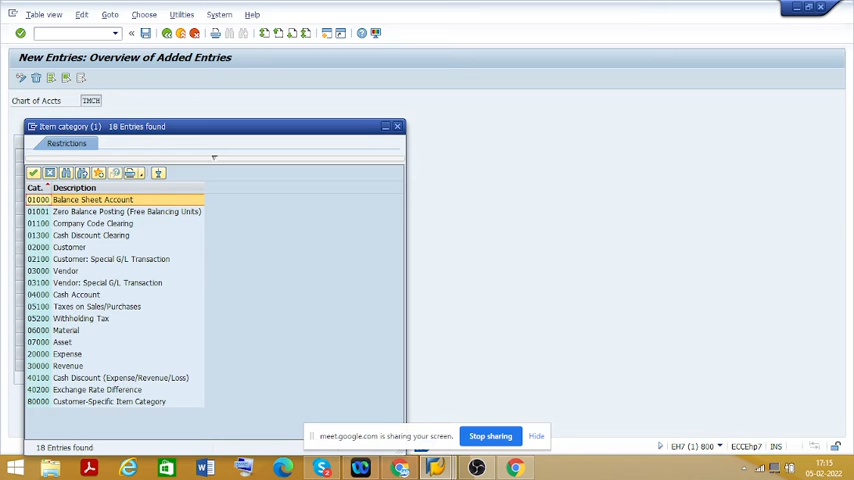 Table view Edit Goto Choose Utilities System Help
New Entries: Overview of Added Entries
Chart of Accts IMCH
Item category (1) 18 Entries found
Restrictions
Cat. Description
01000 Balance Sheet Account
01001 Zero Balance Posting (Free Balancing Units)
01100 Company Code Clearing
01300 Cash Discount Clearing
02000 Customer
02100 Customer: Special G/L Transaction
03000 Vendor
03100 Vendor: Special G/L Transaction
04000 Cash Account
05100 Taxes on Sales/Purchases
05200 Withholding Tax
06000 Material
07000 Asset
20000 Expense
30000 Revenue
40100 Cash Discount (Expense/Revenue/Loss)
40200 Exchange Rate Difference
80000 Customer-Specific Item Category
meet.google.com is sharing your screen. Stop sharing Hide
18 Entries found
EH7 (1) 800 ECCEhp7 INS
17:15
05-02-2022